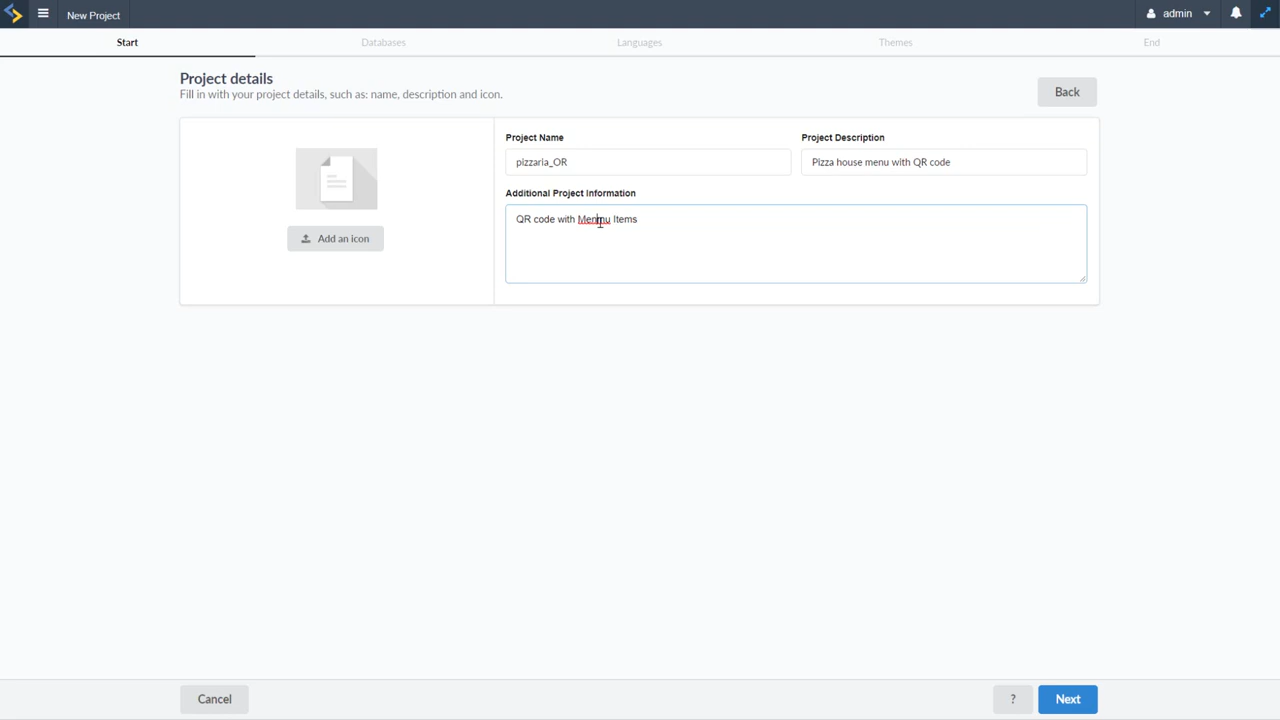 New Project
admin
Start
Databases
Languages
Themes
End
Project details
Fill in with your project details, such as: name, description and icon.
Back
Project Name
Project Description
pizzaria_OR
Pizza house menu with QR code
Additional Project Information
QR code with Menmu Items
Add an icon
Cancel
?
Next